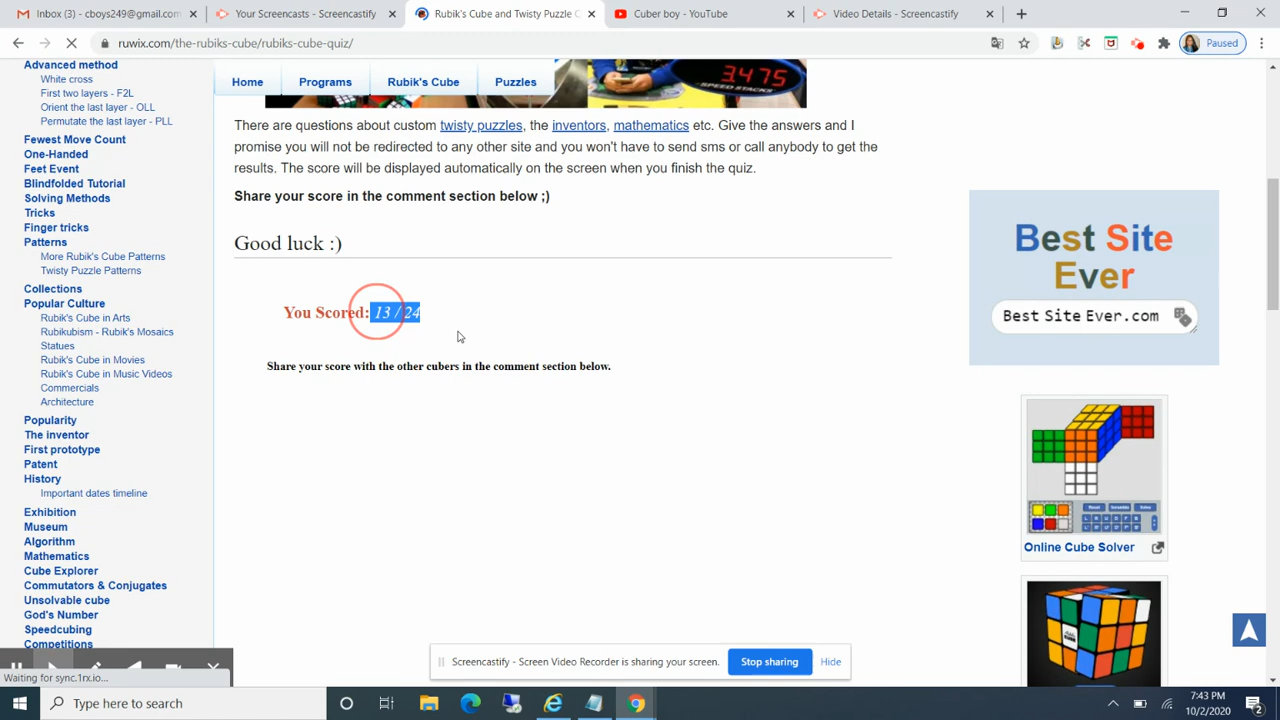 Inbox (3) - cboys249@gmail.com
Your Screencasts - Screencastify
Rubik's Cube and Twisty Puzzle C
Cuber boy - YouTube
Video Details - Screencastify
ruwix.com/the-rubiks-cube/rubiks-cube-quiz/
Paused
Home
Programs
Rubik's Cube
Puzzles
Advanced method
White cross
First two layers - F2L
Orient the last layer - OLL
Permutate the last layer - PLL
Fewest Move Count
One-Handed
Feet Event
Blindfolded Tutorial
Solving Methods
Tricks
Finger tricks
Patterns
More Rubik's Cube Patterns
Twisty Puzzle Patterns
Collections
Popular Culture
Rubik's Cube in Arts
Rubikubism - Rubik's Mosaics
Statues
Rubik's Cube in Movies
Rubik's Cube in Music Videos
Commercials
Architecture
Popularity
The inventor
First prototype
Patent
History
Important dates timeline
Exhibition
Museum
Algorithm
Mathematics
Cube Explorer
Commutators & Conjugates
Unsolvable cube
God's Number
Speedcubing
Competitions
3.475
SPEED STACKS
There are questions about custom twisty puzzles, the inventors, mathematics etc. Give the answers and I
promise you will not be redirected to any other site and you won't have to send sms or call anybody to get the
results. The score will be displayed automatically on the screen when you finish the quiz.
Share your score in the comment section below ;)
Good luck :)
You Scored: 13 / 24
Share your score with the other cubers in the comment section below.
Best Site
Ever
Best Site Ever.com
Online Cube Solver
Screencastify - Screen Video Recorder is sharing your screen.
Stop sharing
Hide
Waiting for sync.1rx.io...
Type here to search
7:43 PM
10/2/2020
2